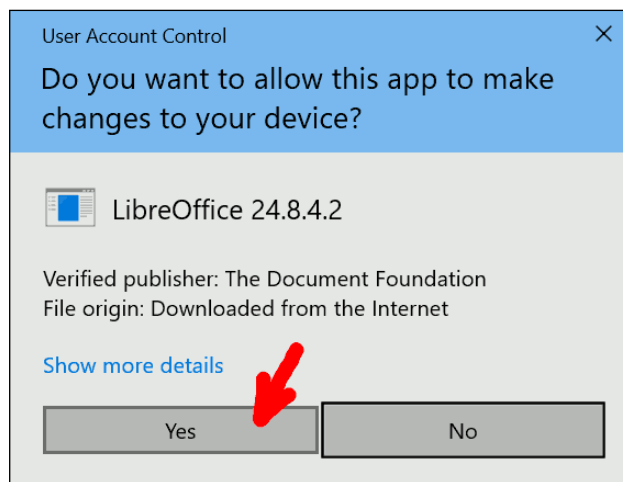 User Account Control
Do you want to allow this app to make
changes to your device?
LibreOffice 24.8.4.2
Verified publisher: The Document Foundation
File origin: Downloaded from the Internet
Show more details
Yes
No